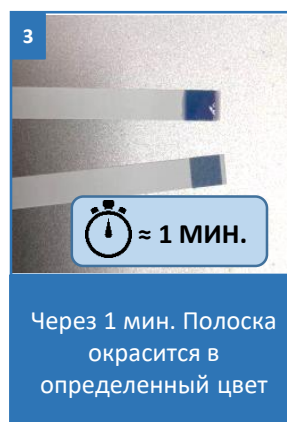 3
≈ 1 МИН.
Через 1 мин. Полоска
окрасится в
определенный цвет